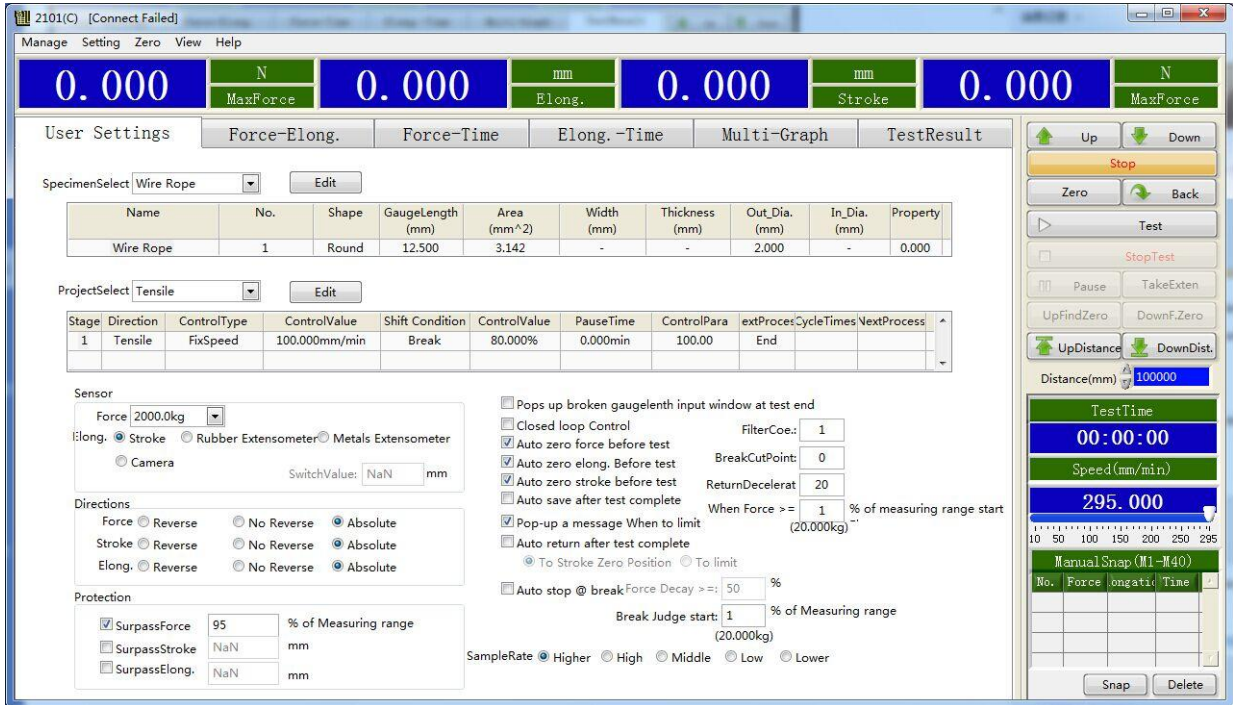 2101(C) [Connect Failed]
Manage Setting Zero View Help
0.000 N MaxForce 0.000 mm Elong. 0.000 mm Stroke 0.000 N MaxForce
User Settings Force-Elong. Force-Time Elong.-Time Multi-Graph TestResult
SpecimenSelect Wire Rope Edit
Name No. Shape GaugeLength (mm) Area (mm^2) Width (mm) Thickness (mm) Out_Dia. (mm) In_Dia. (mm) Property
Wire Rope 1 Round 12.500 3.142 - - 2.000 - 0.000
ProjectSelect Tensile Edit
Stage Direction ControlType ControlValue Shift Condition ControlValue PauseTime ControlPara extProces CycleTimes NextProcess
1 Tensile FixSpeed 100.000mm/min Break 80.000% 0.000min 100.00 End
Sensor
Force 2000.0kg
Elong. Stroke Rubber Extensometer Metals Extensometer
Camera
SwitchValue: NaN mm
Directions
Force Reverse No Reverse Absolute
Stroke Reverse No Reverse Absolute
Elong. Reverse No Reverse Absolute
Protection
SurpassForce 95 % of Measuring range
SurpassStroke NaN mm
SurpassElong. NaN mm
Pops up broken gaugelenth input window at test end
Closed loop Control
Auto zero force before test
Auto zero elong. Before test
Auto zero stroke before test
Auto save after test complete
Pop-up a message When to limit
Auto return after test complete
To Stroke Zero Position To limit
FilterCoe.: 1
BreakCutPoint: 0
ReturnDecelerat 20
When Force >= 1 % of measuring range start
(20.000kg)
Auto stop @ break Force Decay >=: 50 %
Break Judge start: 1 % of Measuring range
(20.000kg)
SampleRate Higher High Middle Low Lower
Up Down
Stop
Zero Back
Test
StopTest
Pause TakeExten
UpFindZero DownF.Zero
UpDistance DownDist.
Distance(mm) 100000
TestTime
00:00:00
Speed(mm/min)
295.000
10 50 100 150 200 250 295
ManualSnap(M1-M40)
No. Force ongatic Time
Snap Delete